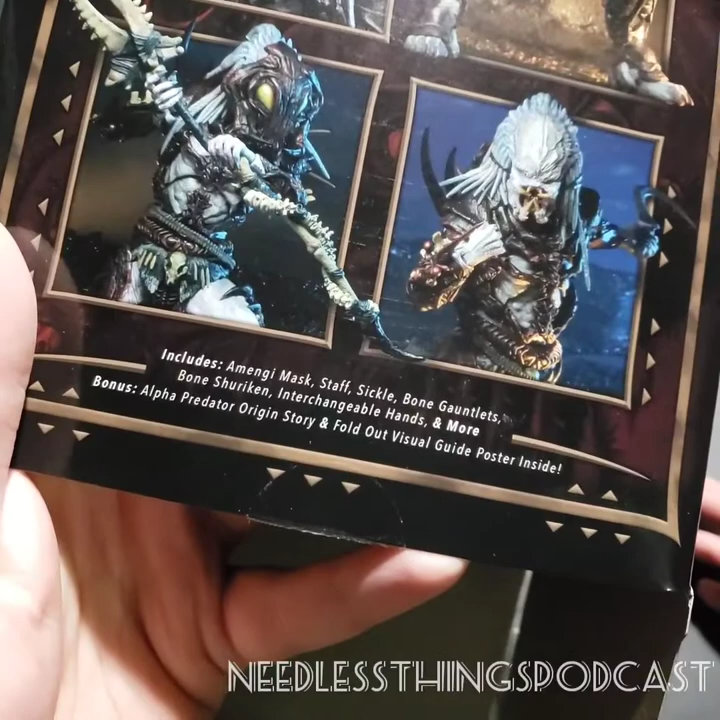 Includes: Amengi Mask, Staff, Sickle, Bone Gauntlets,
Bone Shuriken, Interchangeable Hands, & More
Bonus: Alpha Predator Origin Story & Fold Out Visual Guide Poster Inside!
NEEDLESSTHINGSPODCAST